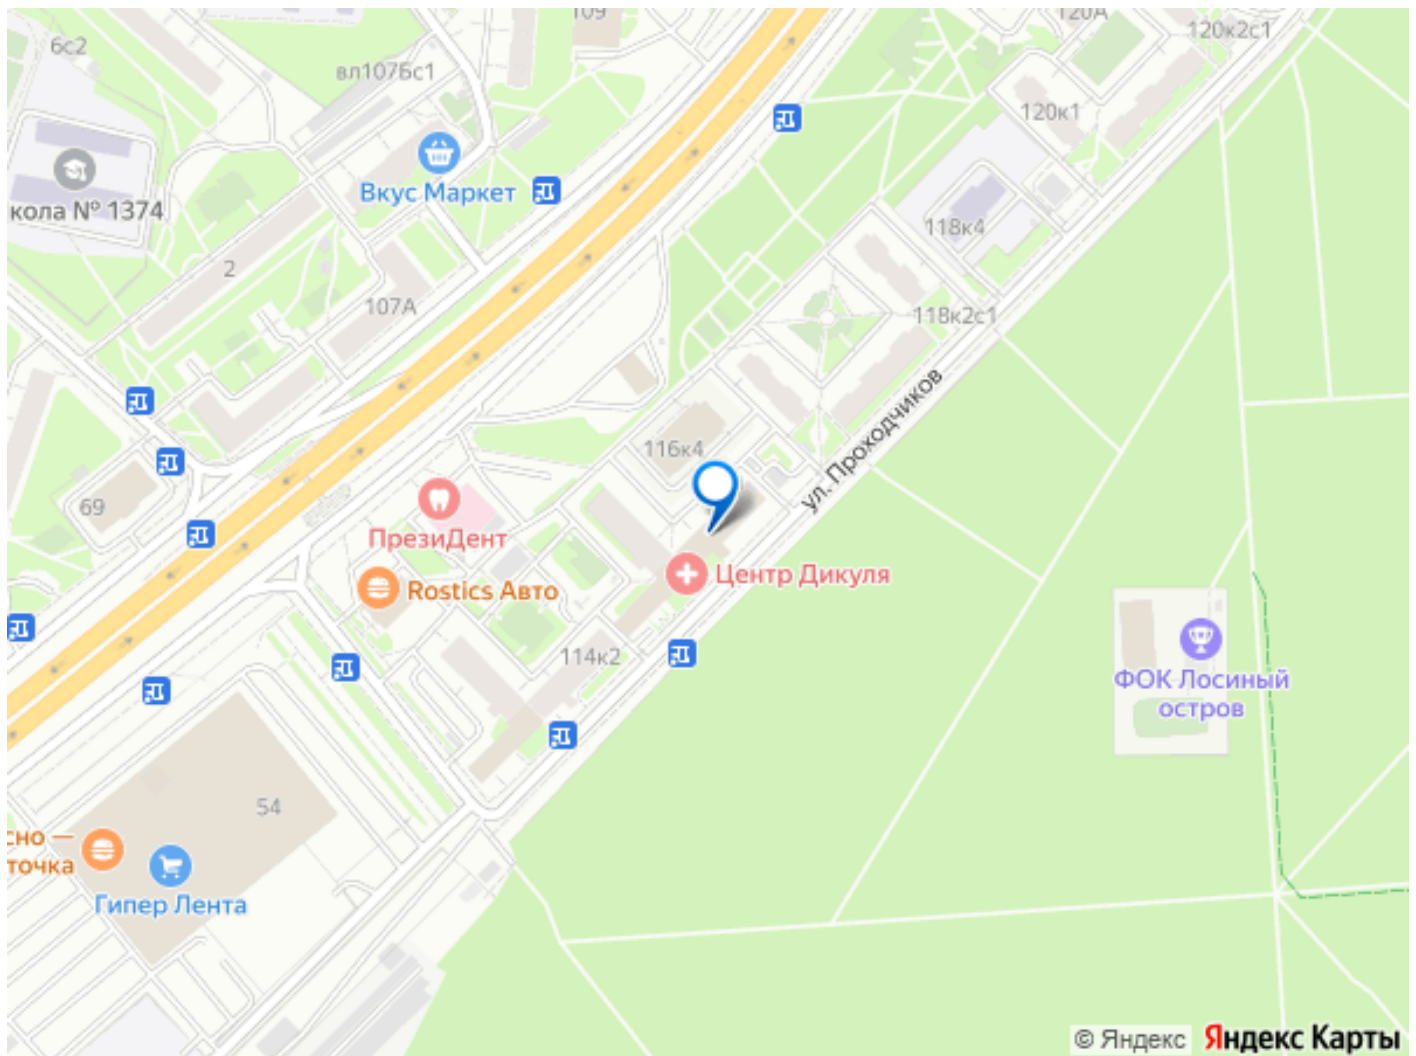 109
120А
120к2с1
6с2
вл107Бс1
120к1
Вкус Маркет
кола № 1374
118к4
2
107А
118к2с1
ул. Проходчиков
116к4
69
ПрезиДент
Центр Дикуля
Rostics Авто
114к2
ФОК Лосиный
остров
54
сно —
точка
Гипер Лента
© Яндекс Яндекс Карты